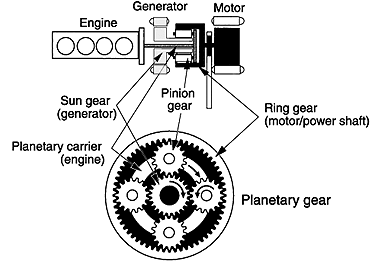 Engine
Generator
Motor
Sun gear
(generator)
Pinion
gear
Ring gear
(motor/power shaft)
Planetary carrier
(engine)
Planetary gear